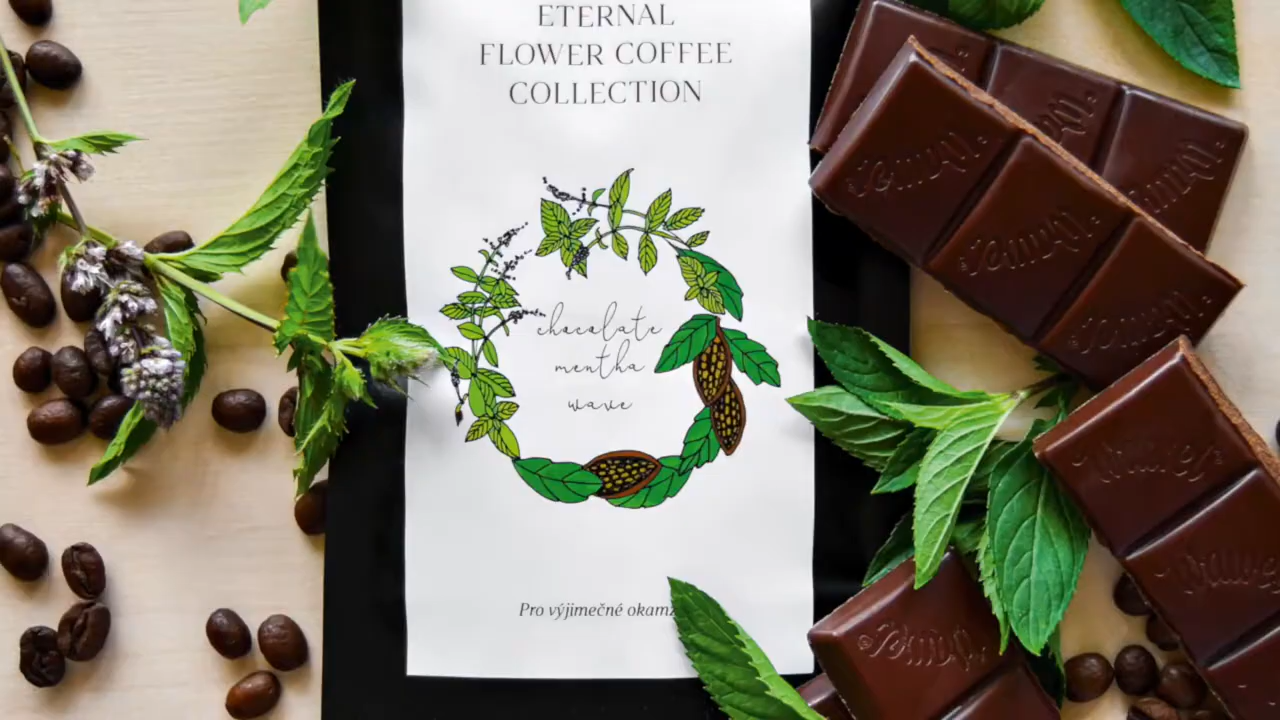 ETERNAL
FLOWER COFFEE
COLLECTION
chocolate
mentha
wave
Pro výjimečné